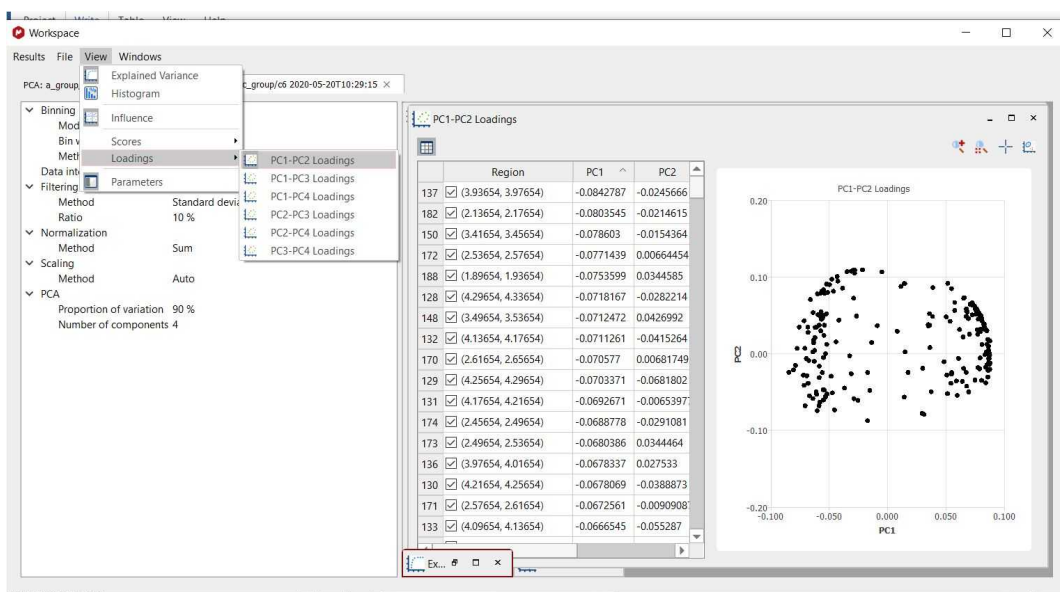 Project Write Table View Help
Workspace
Results File View Windows
PCA: a_group c_group/c6 2020-05-20T10:29:15
Explained Variance
Histogram
Influence
Scores
Loadings
Parameters
PC1-PC2 Loadings
PC1-PC3 Loadings
PC1-PC4 Loadings
PC2-PC3 Loadings
PC2-PC4 Loadings
PC3-PC4 Loadings
Binning
Data
Filtering
Method Standard
Ratio 10 %
Normalization
Method Sum
Scaling
Method Auto
PCA
Proportion of variation 90 %
Number of components 4
PC1-PC2 Loadings
Region PC1 PC2
137 (3.93654, 3.97654) -0.0842787 -0.0245666
182 (2.13654, 2.17654) -0.0803545 -0.0214615
150 (3.41654, 3.45654) -0.078603 -0.0154364
172 (2.53654, 2.57654) -0.0771439 0.00664454
188 (1.89654, 1.93654) -0.0753599 0.0344585
128 (4.29654, 4.33654) -0.0718167 -0.0282214
148 (3.49654, 3.53654) -0.0712472 0.0426992
132 (4.13654, 4.17654) -0.0711261 -0.0415264
170 (2.61654, 2.65654) -0.070577 0.00681749
129 (4.25654, 4.29654) -0.0703371 -0.0681802
131 (4.17654, 4.21654) -0.0692671 -0.0065397
174 (2.45654, 2.49654) -0.0688778 -0.0291081
173 (2.49654, 2.53654) -0.0680386 0.0344464
136 (3.97654, 4.01654) -0.0678337 0.027533
130 (4.21654, 4.25654) -0.0678069 -0.0388873
171 (2.57654, 2.61654) -0.0672561 -0.0090908
133 (4.09654, 4.13654) -0.0666545 -0.055287
PC1-PC2 Loadings
0.20
0.10
PC2
0.00
-0.10
-0.20
-0.100 -0.050 0.000 0.050 0.100
PC1
Ex...